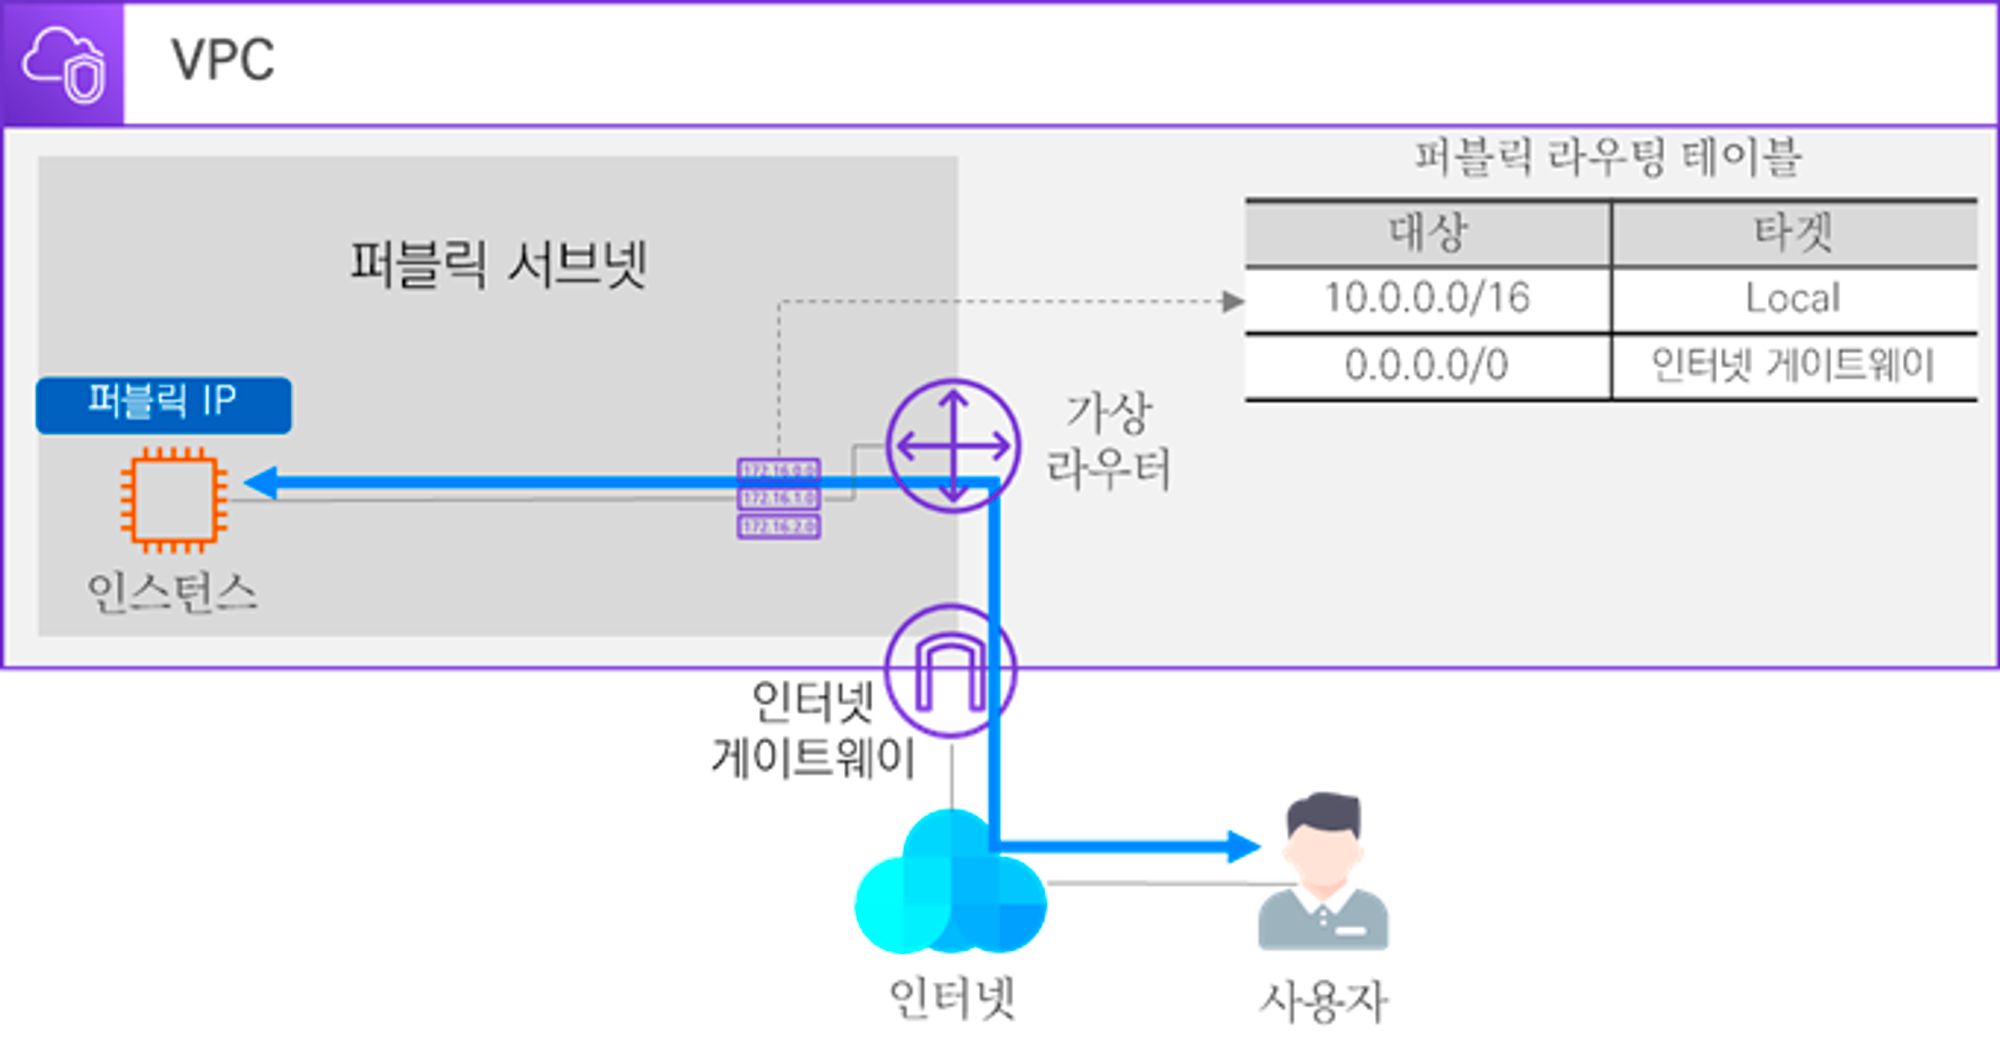 VPC
퍼블릭 라우팅 테이블
대상 타겟
10.0.0.0/16 Local
0.0.0.0/0 인터넷 게이트웨이
퍼블릭 서브넷
퍼블릭 IP
인스턴스
172.16.0.0
172.16.1.0
172.16.2.0
가상
라우터
인터넷
게이트웨이
인터넷
사용자